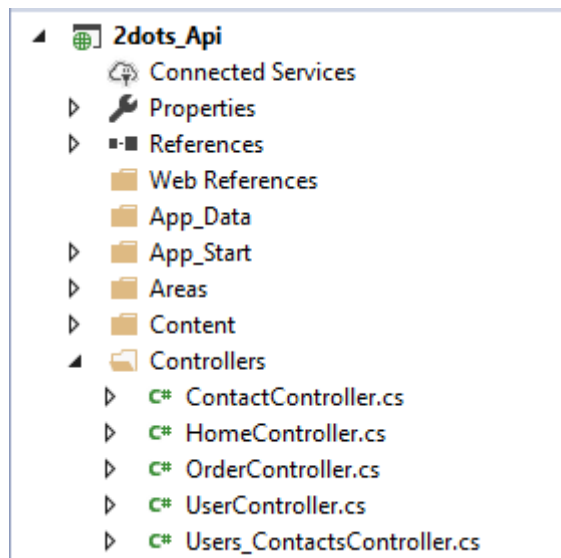 2dots_Api
Connected Services
Properties
References
Web References
App_Data
App_Start
Areas
Content
Controllers
C# ContactController.cs
C# HomeController.cs
C# OrderController.cs
C# UserController.cs
C# Users_ContactsController.cs